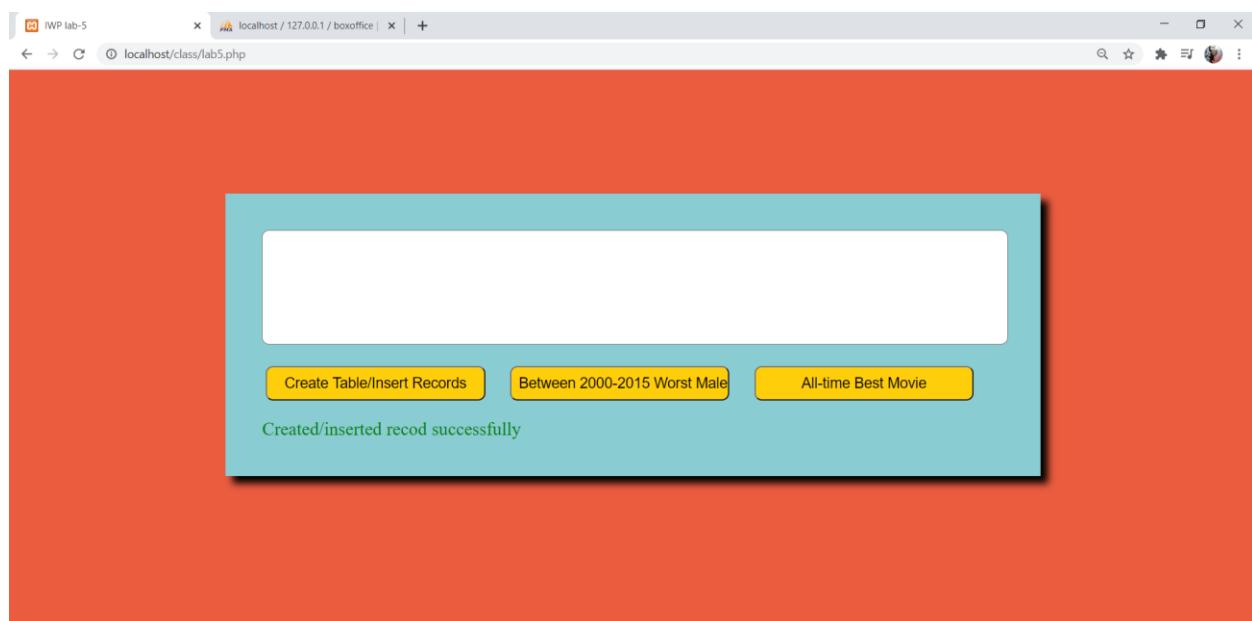 IWP lab-5
localhost / 127.0.0.1 / boxoffice |
localhost/class/lab5.php
Create Table/Insert Records
Between 2000-2015 Worst Male
All-time Best Movie
Created/inserted recod successfully